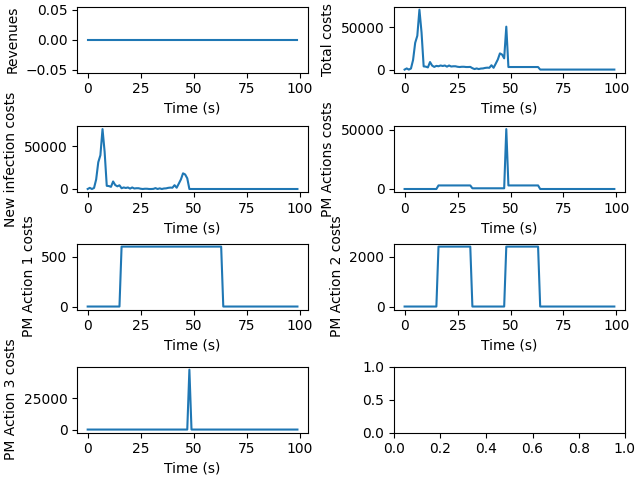 Revenues
0.05
0.00
−0.05
0 25 50 75 100
Time (s)
Total costs
50000
0
0 25 50 75 100
Time (s)
New infection costs
50000
0
0 25 50 75 100
Time (s)
PM Actions costs
50000
0
0 25 50 75 100
Time (s)
PM Action 1 costs
500
0
0 25 50 75 100
Time (s)
PM Action 2 costs
2000
0
0 25 50 75 100
Time (s)
PM Action 3 costs
25000
0
0 25 50 75 100
Time (s)
1.0
0.5
0.0
0.0 0.2 0.4 0.6 0.8 1.0